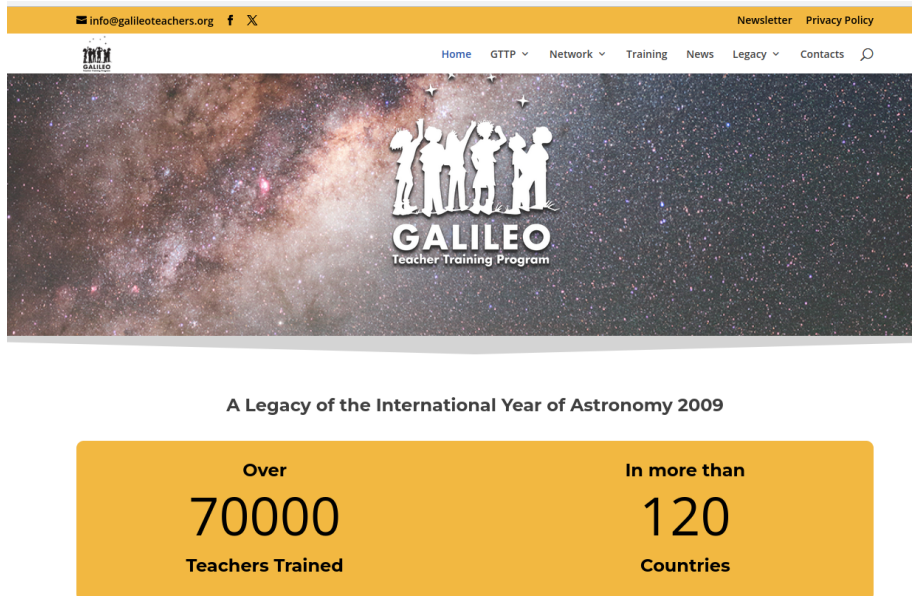 info@galileoteachers.org
Newsletter Privacy Policy
GALILEO
Home GTTP Network Training News Legacy Contacts
GALILEO
Teacher Training Program
A Legacy of the International Year of Astronomy 2009
Over
70000
Teachers Trained
In more than
120
Countries